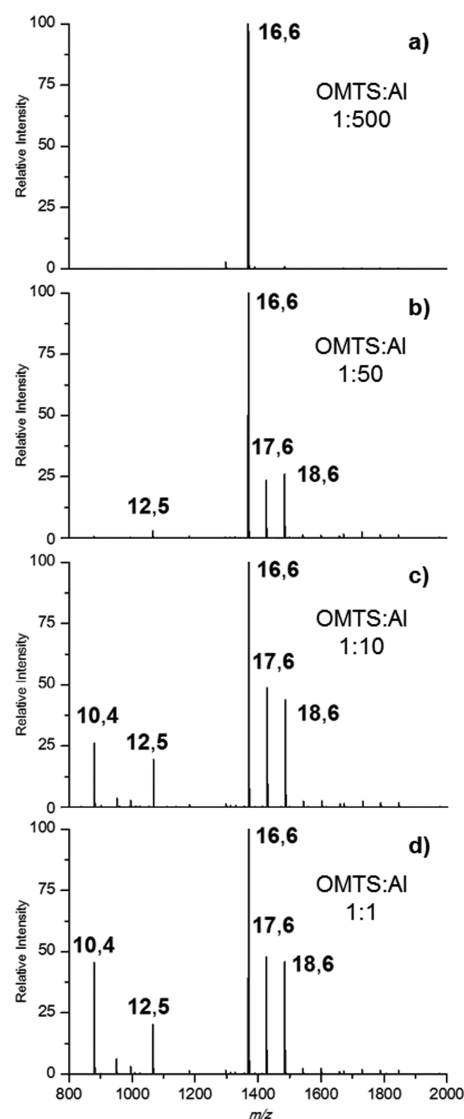 a)
100
75
50
25
0
Relative Intensity
16,6
OMTS:Al
1:500
b)
100
75
50
25
0
Relative Intensity
16,6
OMTS:Al
1:50
17,6
18,6
12,5
c)
100
75
50
25
0
Relative Intensity
16,6
OMTS:Al
1:10
17,6
18,6
10,4
12,5
d)
100
75
50
25
0
Relative Intensity
16,6
OMTS:Al
1:1
17,6
18,6
10,4
12,5
800 1000 1200 1400 1600 1800 2000
m/z